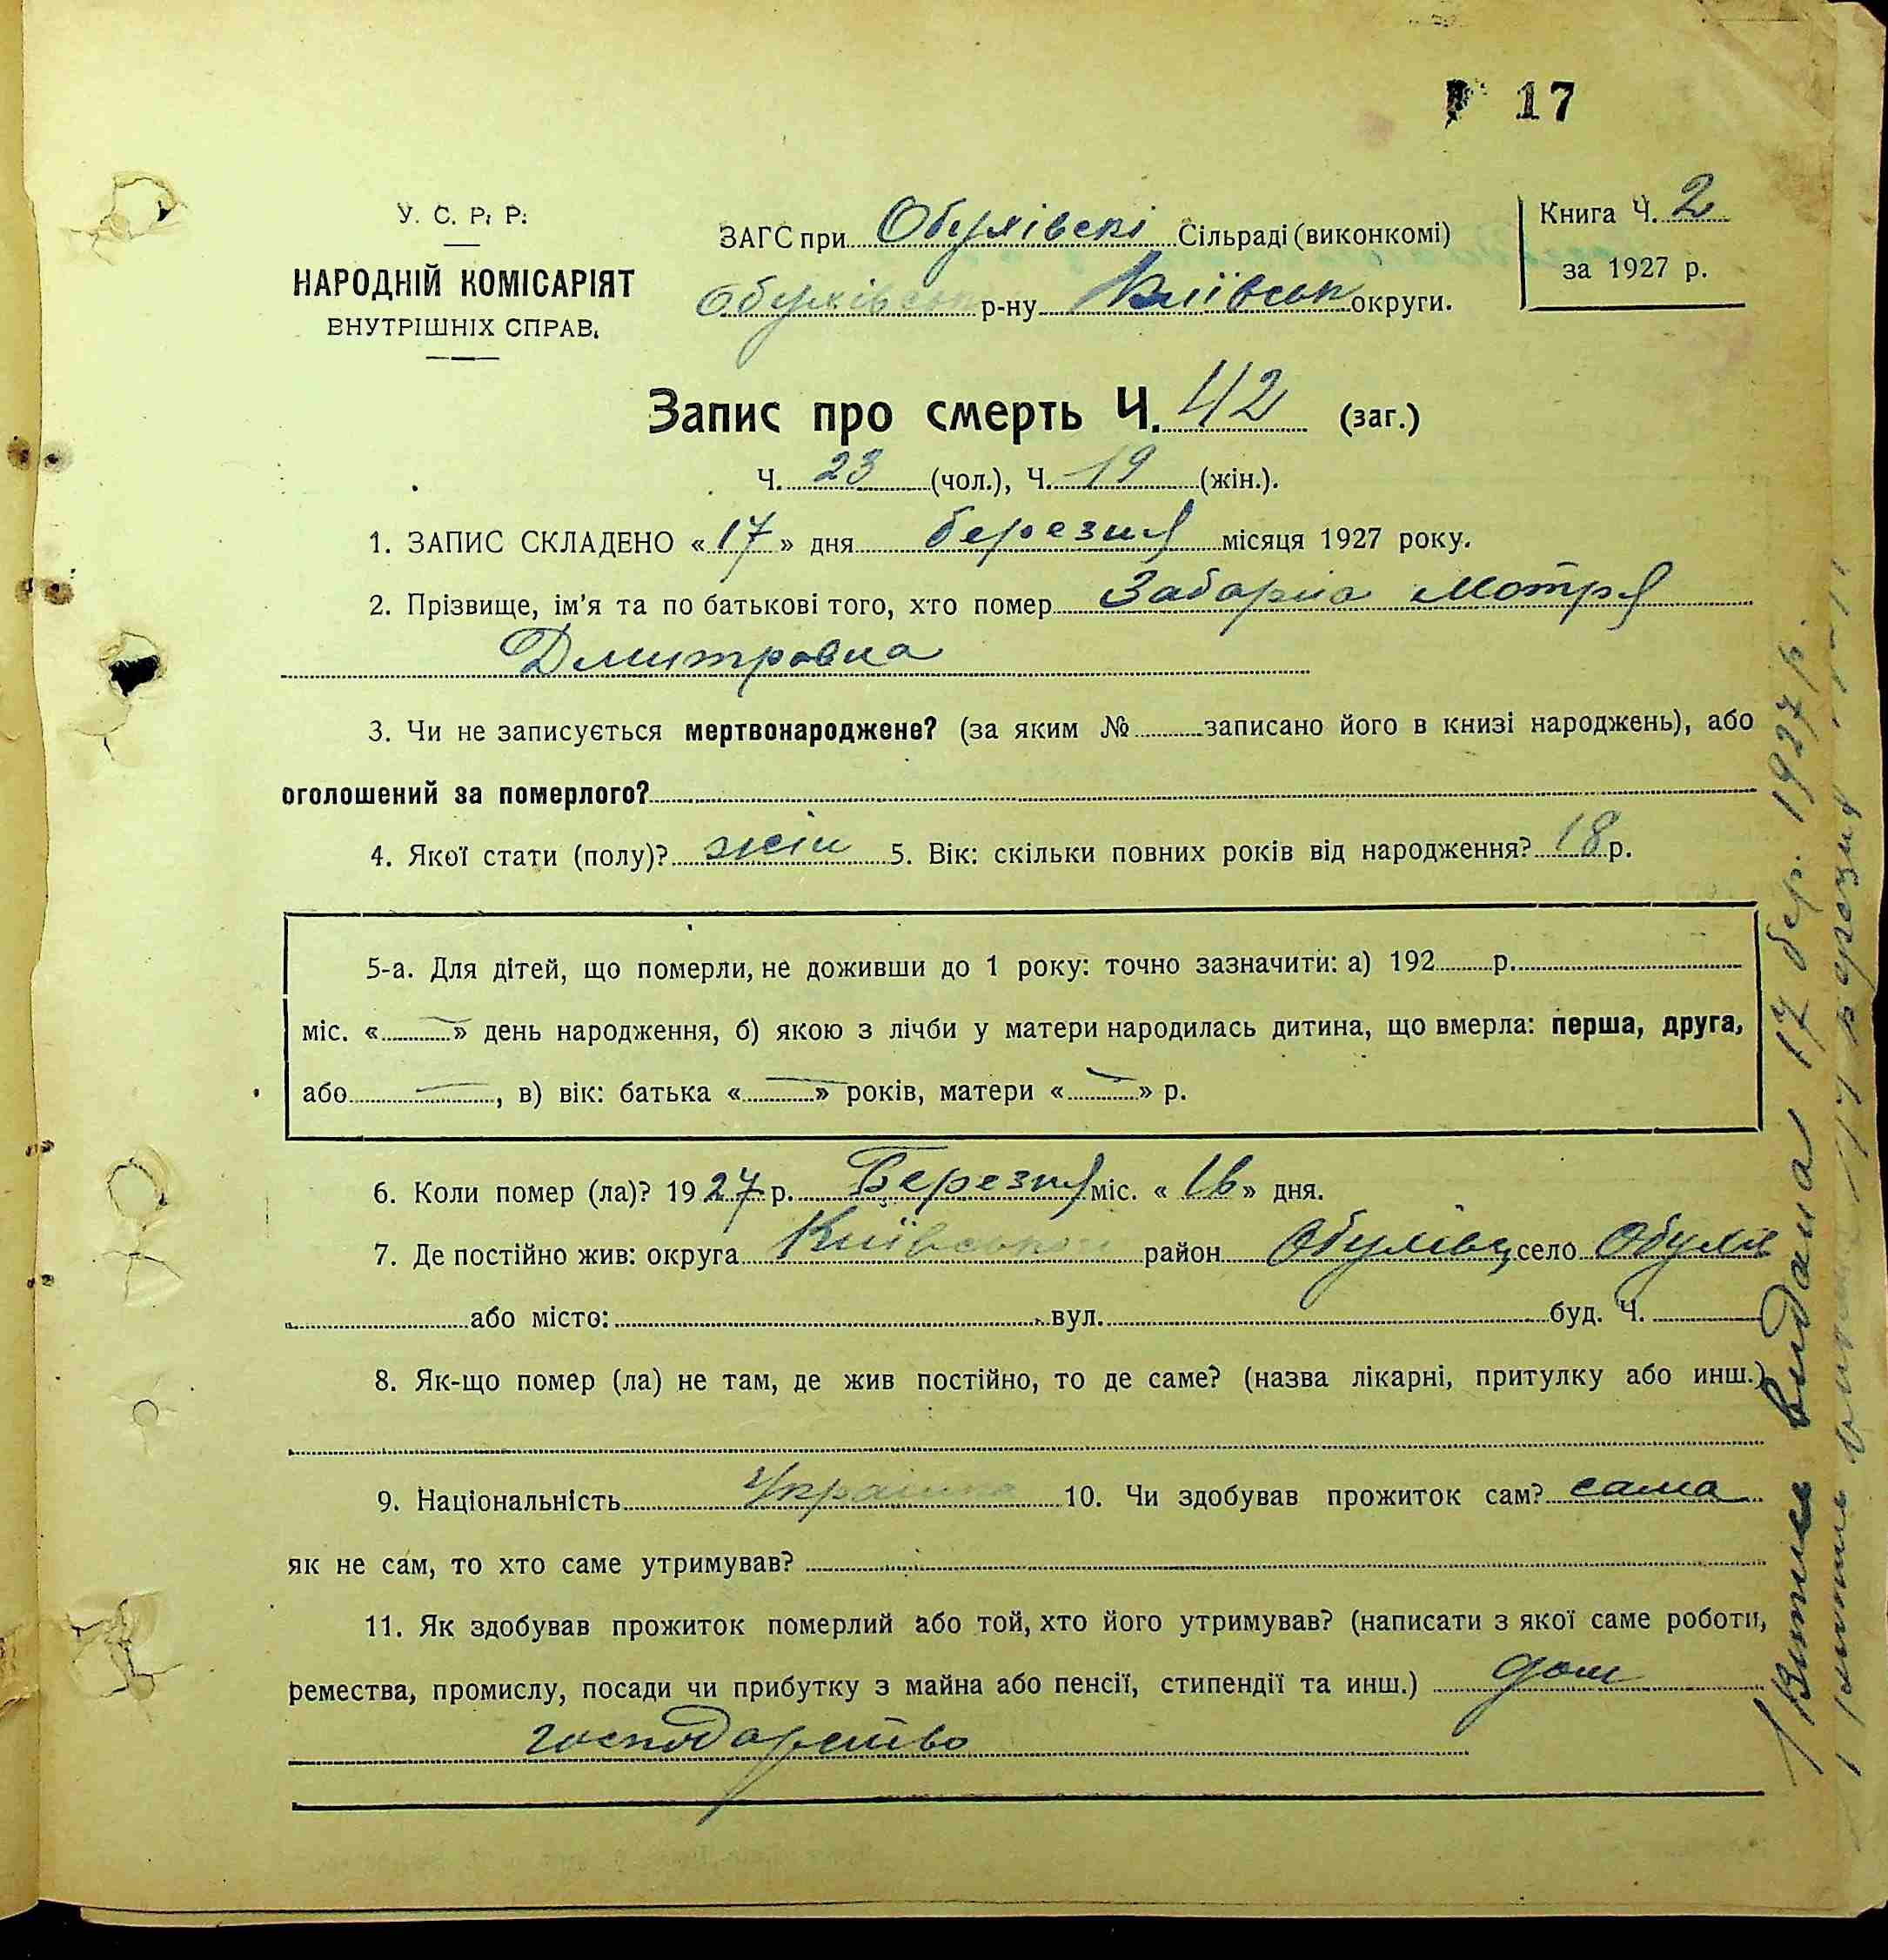 17
У. С. Р. Р.
НАРОДНІЙ КОМІСАРІЯТ
ВНУТРІШНІХ СПРАВ.
ЗАГС при Обухівскі Сільраді (виконкомі)
Обухівськ р-ну Київськ округи.
Книга Ч. 2
за 1927 р.
Запис про смерть Ч. 42 (заг.)
Ч. 23 (чол.), Ч. 19 (жін.).
1. ЗАПИС СКЛАДЕНО «17» дня березня місяця 1927 року.
2. Прізвище, ім'я та по батькові того, хто помер Забарна Мотря
Дмитровна
3. Чи не записується мертвонароджене? (за яким № записано його в книзі народжень), або
оголошений за померлого?
4. Якої стати (полу)? жін 5. Вік: скільки повних років від народження? 18 р.
5-а. Для дітей, що померли, не доживши до 1 року: точно зазначити: а) 192 р.
міс. «—» день народження, б) якою з лічби у матери народилась дитина, що вмерла: перша, друга,
або —, в) вік: батька «—» років, матери «—» р.
6. Коли помер (ла)? 1927 р. Березня міс. «16» дня.
7. Де постійно жив: округа Київська район Обухівс село Обухів
або місто: вул. буд. Ч.
8. Як-що помер (ла) не там, де жив постійно, то де саме? (назва лікарні, притулку або инш.)
9. Національність Украінка 10. Чи здобував прожиток сам? сама
як не сам, то хто саме утримував?
11. Як здобував прожиток померлий або той, хто його утримував? (написати з якої саме роботи,
ремества, промислу, посади чи прибутку з майна або пенсії, стипендії та инш.) дом
господарство
Витяг видана 17 бер. 1927 р.